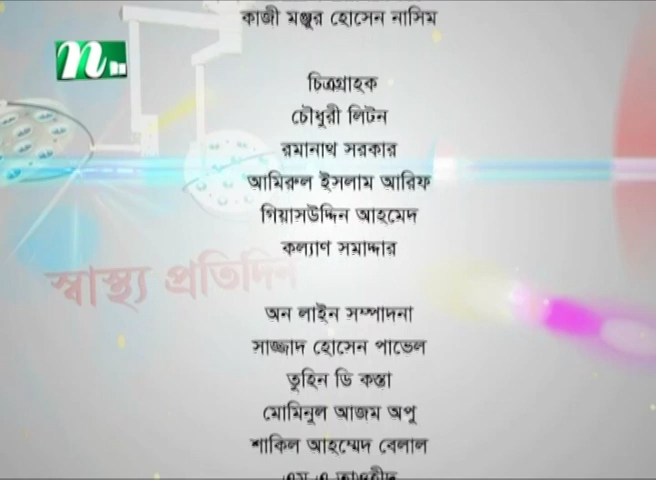 কাজী মঞ্জুর হোসেন নাসিম
চিত্রগ্রাহক
চৌধুরী লিটন
রমানাথ সরকার
আমিরুল ইসলাম আরিফ
গিয়াসউদ্দিন আহমেদ
কল্যাণ সমাদ্দার
স্বাস্থ্য প্রতিদিন
অন লাইন সম্পাদনা
সাজ্জাদ হোসেন পাভেল
তুহিন ডি কস্তা
মোমিনুল আজম অপু
শাকিল আহম্মেদ বেলাল
এম এ